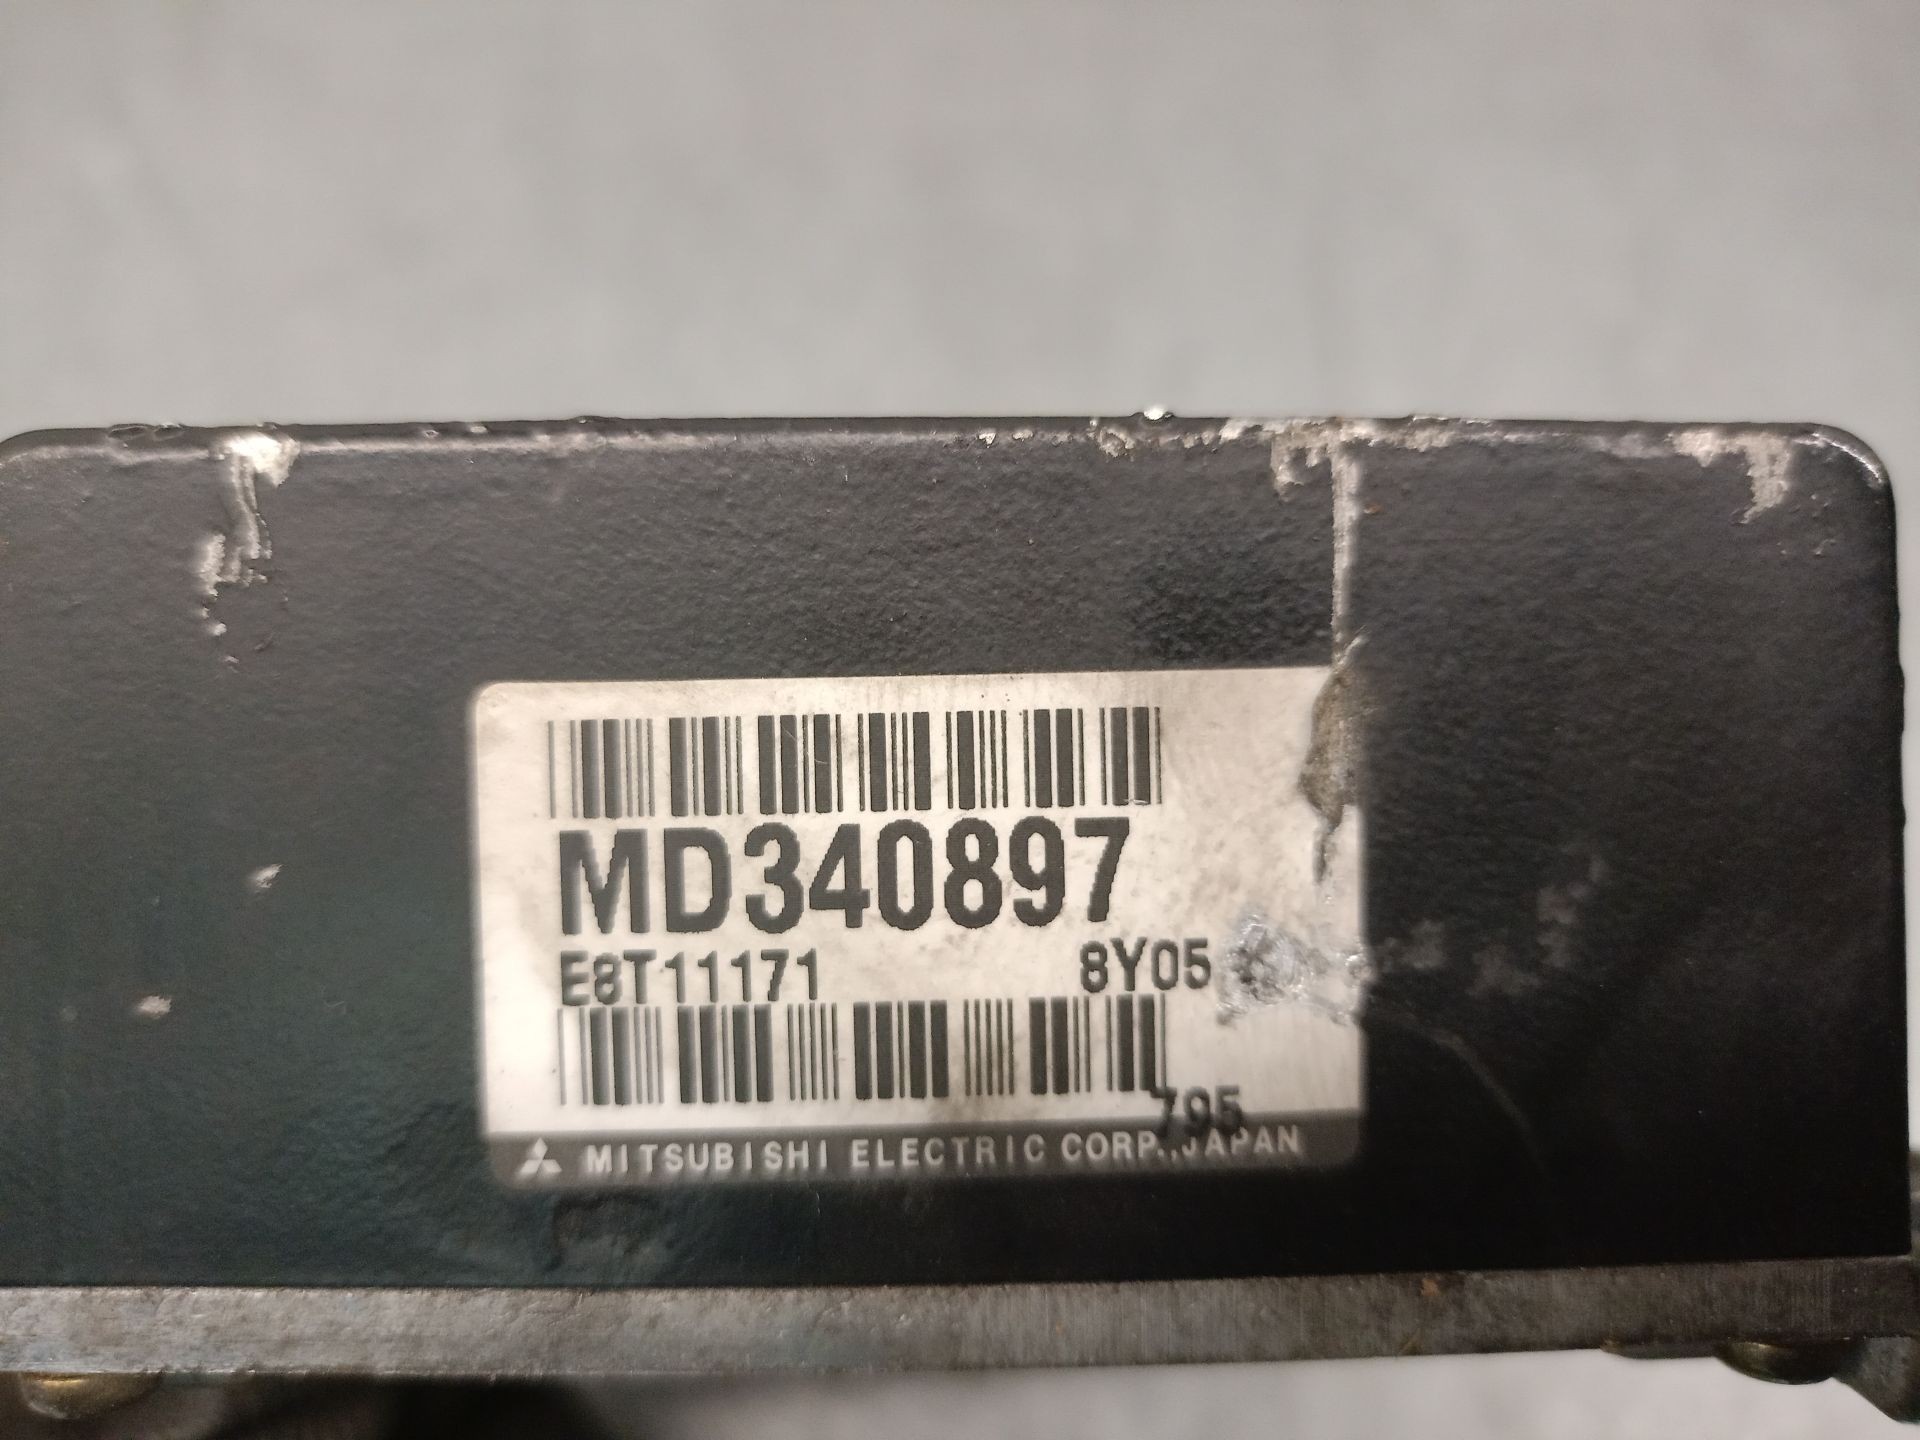 MD340897
E8T11171 8Y05
795
MITSUBISHI ELECTRIC CORP.,JAPAN